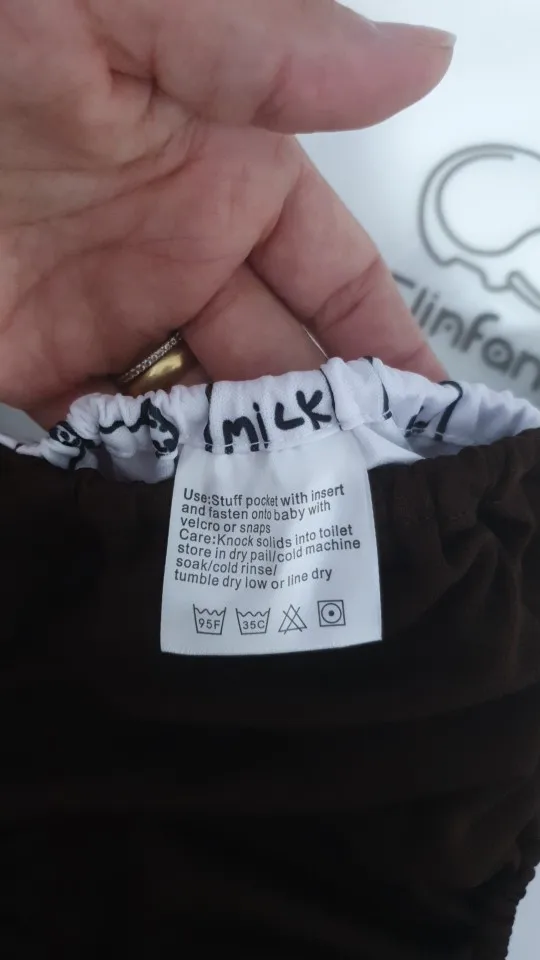 Elinfan
MiLK
Use:Stuff pocket with insert
and fasten onto baby with
velcro or snaps
Care:Knock solids into toilet
store in dry pail/cold machine
soak/cold rinse/
tumble dry low or line dry
95F 35C